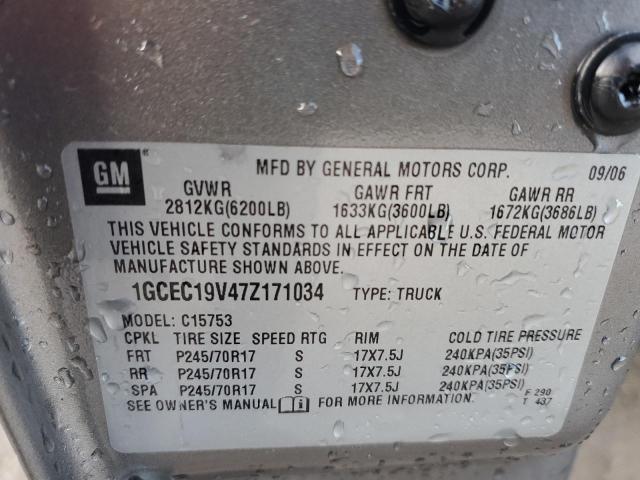 GM MFD BY GENERAL MOTORS CORP. 09/06
GVWR GAWR FRT GAWR RR
2812KG(6200LB) 1633KG(3600LB) 1672KG(3686LB)
THIS VEHICLE CONFORMS TO ALL APPLICABLE U.S. FEDERAL MOTOR
VEHICLE SAFETY STANDARDS IN EFFECT ON THE DATE OF
MANUFACTURE SHOWN ABOVE.
1GCEC19V47Z171034 TYPE: TRUCK
MODEL: C15753
CPKL TIRE SIZE SPEED RTG RIM COLD TIRE PRESSURE
FRT P245/70R17 S 17X7.5J 240KPA(35PSI)
RR P245/70R17 S 17X7.5J 240KPA(35PSI)
SPA P245/70R17 S 17X7.5J 240KPA(35PSI)
SEE OWNER'S MANUAL FOR MORE INFORMATION. F 290
T 437